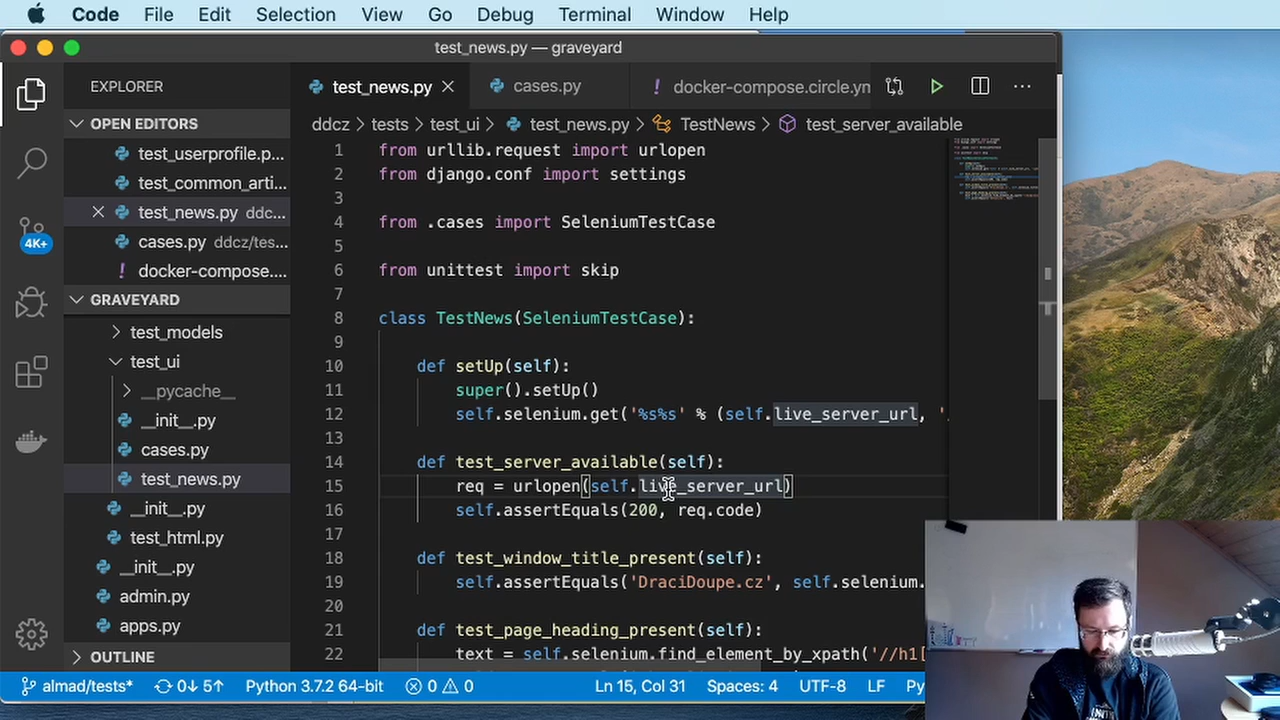 Code File Edit Selection View Go Debug Terminal Window Help
test_news.py — graveyard
EXPLORER
test_news.py
cases.py
! docker-compose.circle.ym
OPEN EDITORS
test_userprofile.p...
test_common_arti...
test_news.py ddc...
cases.py ddcz/tes...
! docker-compose....
GRAVEYARD
test_models
test_ui
__pycache__
__init__.py
cases.py
test_news.py
__init__.py
test_html.py
__init__.py
admin.py
apps.py
OUTLINE
4K+
ddcz > tests > test_ui > test_news.py > TestNews > test_server_available
1 from urllib.request import urlopen
2 from django.conf import settings
3
4 from .cases import SeleniumTestCase
5
6 from unittest import skip
7
8 class TestNews(SeleniumTestCase):
9
10 def setUp(self):
11 super().setUp()
12 self.selenium.get('%s%s' % (self.live_server_url, '
13
14 def test_server_available(self):
15 req = urlopen(self.live_server_url)
16 self.assertEquals(200, req.code)
17
18 def test_window_title_present(self):
19 self.assertEquals('DraciDoupe.cz', self.selenium.
20
21 def test_page_heading_present(self):
22 text = self.selenium.find_element_by_xpath('//h1[
almad/tests* 0↓ 5↑ Python 3.7.2 64-bit 0 0 Ln 15, Col 31 Spaces: 4 UTF-8 LF Py